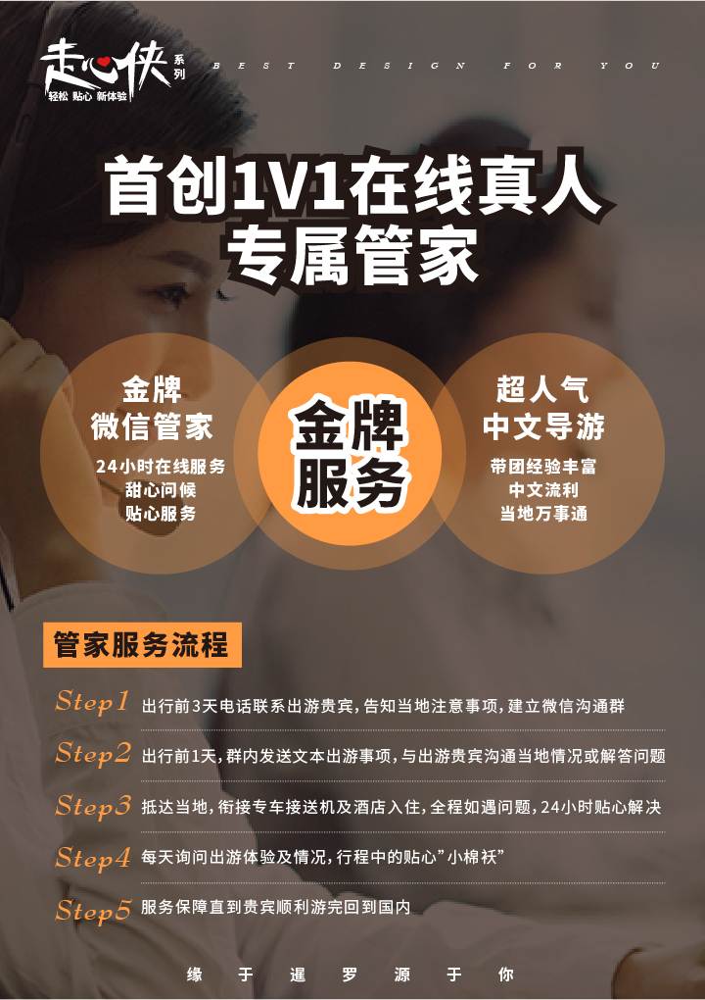 走心侠
系列
轻松 贴心 新体验
BEST DESIGN FOR YOU
首创1V1在线真人
专属管家
金牌
微信管家
24小时在线服务
甜心问候
贴心服务
金牌
服务
超人气
中文导游
带团经验丰富
中文流利
当地万事通
管家服务流程
Step1 出行前3天电话联系出游贵宾,告知当地注意事项,建立微信沟通群
Step2 出行前1天,群内发送文本出游事项,与出游贵宾沟通当地情况或解答问题
Step3 抵达当地,衔接专车接送机及酒店入住,全程如遇问题,24小时贴心解决
Step4 每天询问出游体验及情况,行程中的贴心"小棉袄"
Step5 服务保障直到贵宾顺利游完回到国内
缘于暹罗源于你